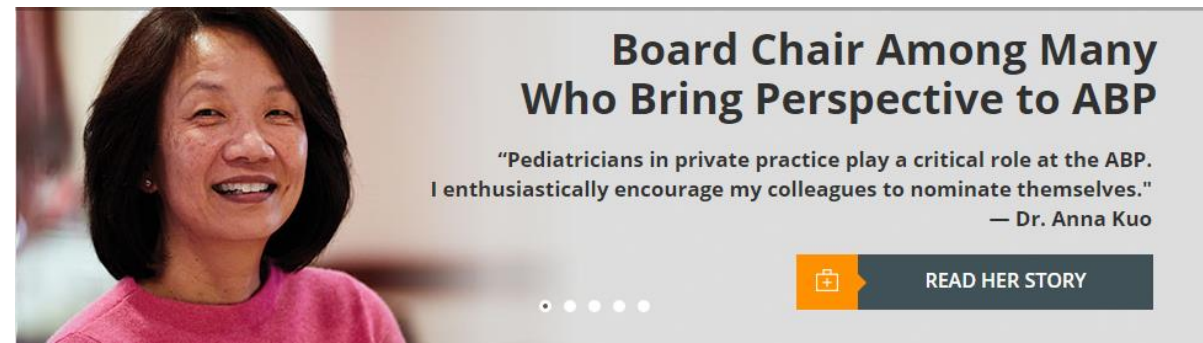 Board Chair Among Many
Who Bring Perspective to ABP
“Pediatricians in private practice play a critical role at the ABP.
I enthusiastically encourage my colleagues to nominate themselves."
— Dr. Anna Kuo
READ HER STORY